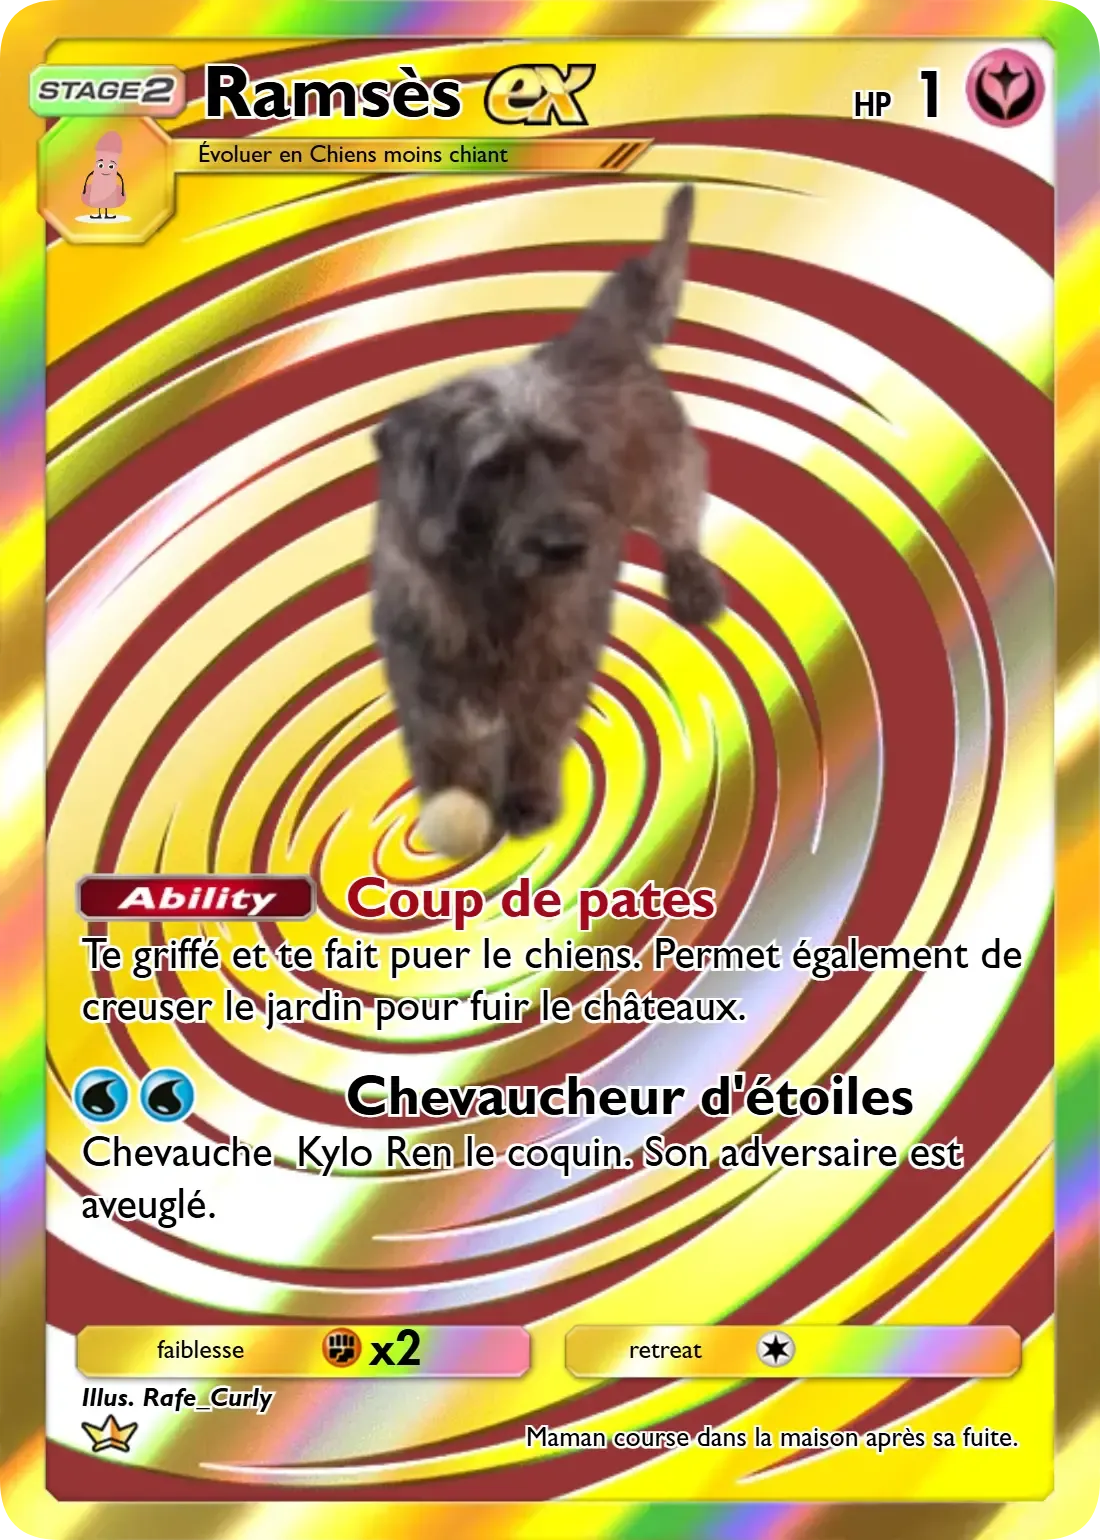 STAGE2
Ramsès ex
HP 1
Évoluer en Chiens moins chiant
Ability
Coup de pates
Te griffé et te fait puer le chiens. Permet également de
creuser le jardin pour fuir le châteaux.
Chevaucheur d'étoiles
Chevauche Kylo Ren le coquin. Son adversaire est
aveuglé.
faiblesse x2
retreat
Illus. Rafe_Curly
Maman course dans la maison après sa fuite.